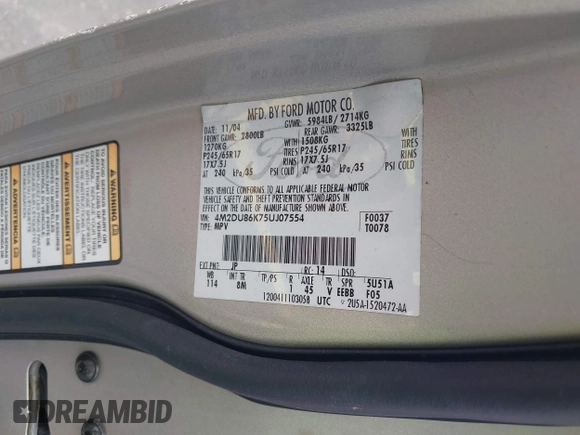 MFD. BY FORD MOTOR CO.
DATE: 11/04 GVWR: 5984LB/ 2714KG
FRONT GAWR: 2800LB REAR GAWR: 3325LB
1270KG WITH 1508KG WITH
P245/65R17 TIRES P245/65R17 TIRES
17X7.5J RIMS 17X7.5J RIMS
AT 240 kPa/35 PSI COLD AT 240 kPa/35 PSI COLD
THIS VEHICLE CONFORMS TO ALL APPLICABLE FEDERAL MOTOR
VEHICLE SAFETY AND THEFT PREVENTION STANDARDS IN EFFECT
ON THE DATE OF MANUFACTURE SHOWN ABOVE.
VIN: 4M2DU86K75UJ07554 F0037
TYPE: MPV T0078
EXT PNT: JP RC: 14 DSO:
WB INT TR TP/PS R AXLE TR SPR 5U51A
114 8M 1 45 V EEBB F05
1200411103058 UTC 2U5A-1520472-AA
Ford
WARNING
DREAMBID